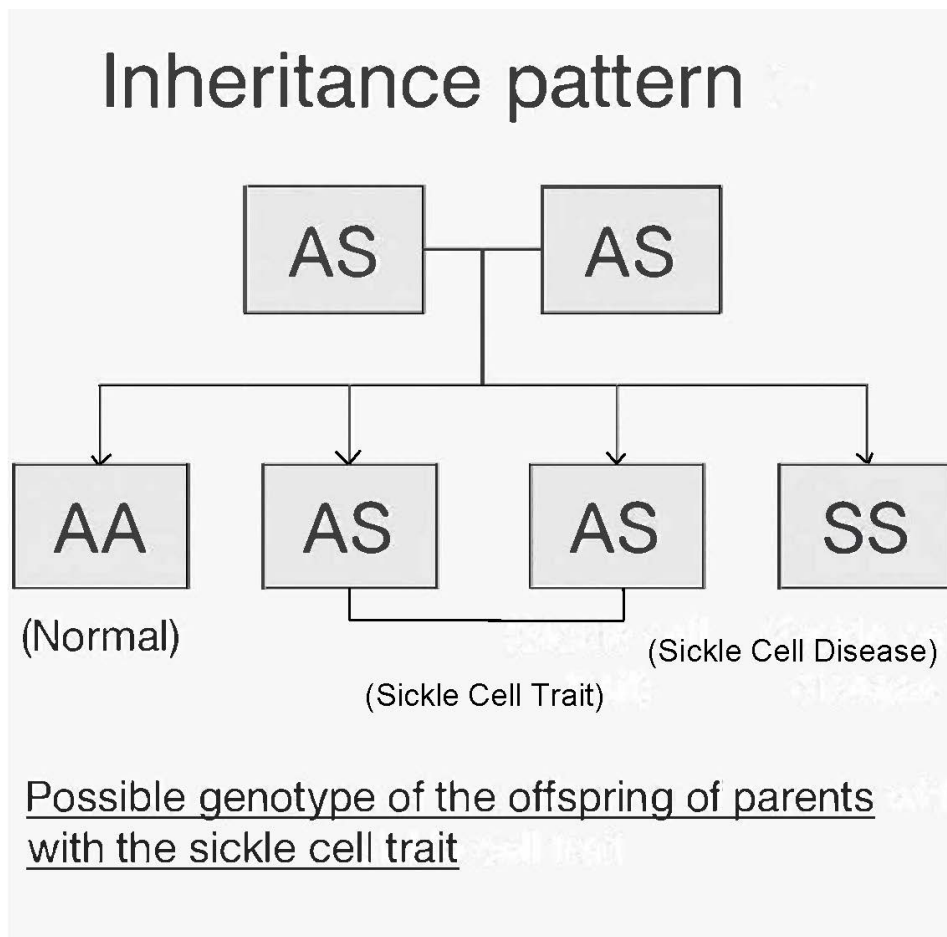 Inheritance pattern
AS AS
AA AS AS SS
(Normal)
(Sickle Cell Disease)
(Sickle Cell Trait)
Possible genotype of the offspring of parents
with the sickle cell trait